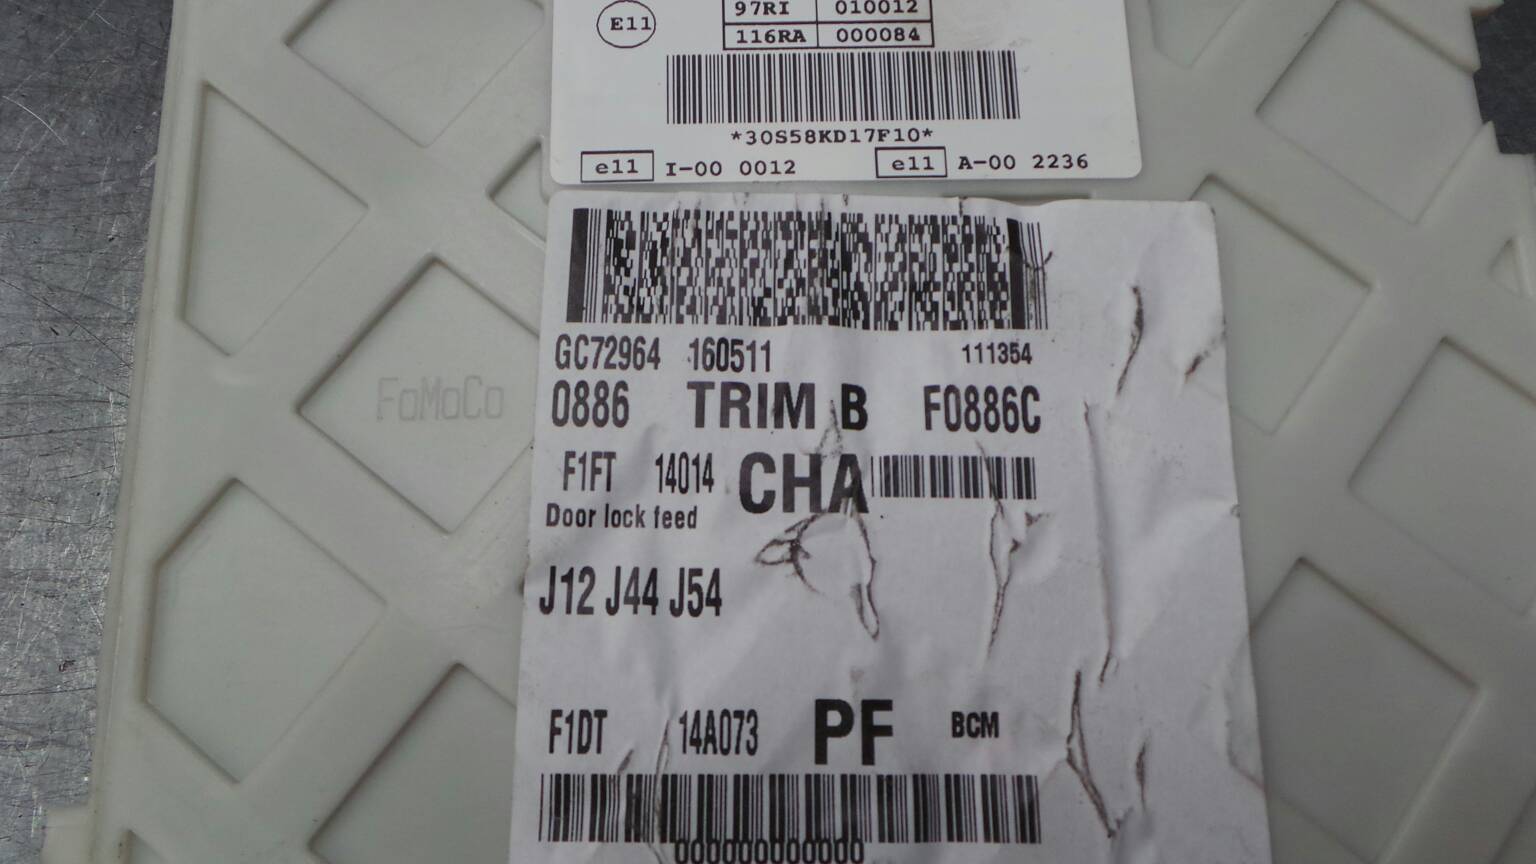 97RI 010012
E11
116RA 000084
*30S58KD17F10*
e11 I-00 0012 e11 A-00 2236
GC72964 160511 111354
0886 TRIM B F0886C
FoMoCo
F1FT 14014 CHA
Door lock feed
J12 J44 J54
F1DT 14A073 PF BCM
000000000000